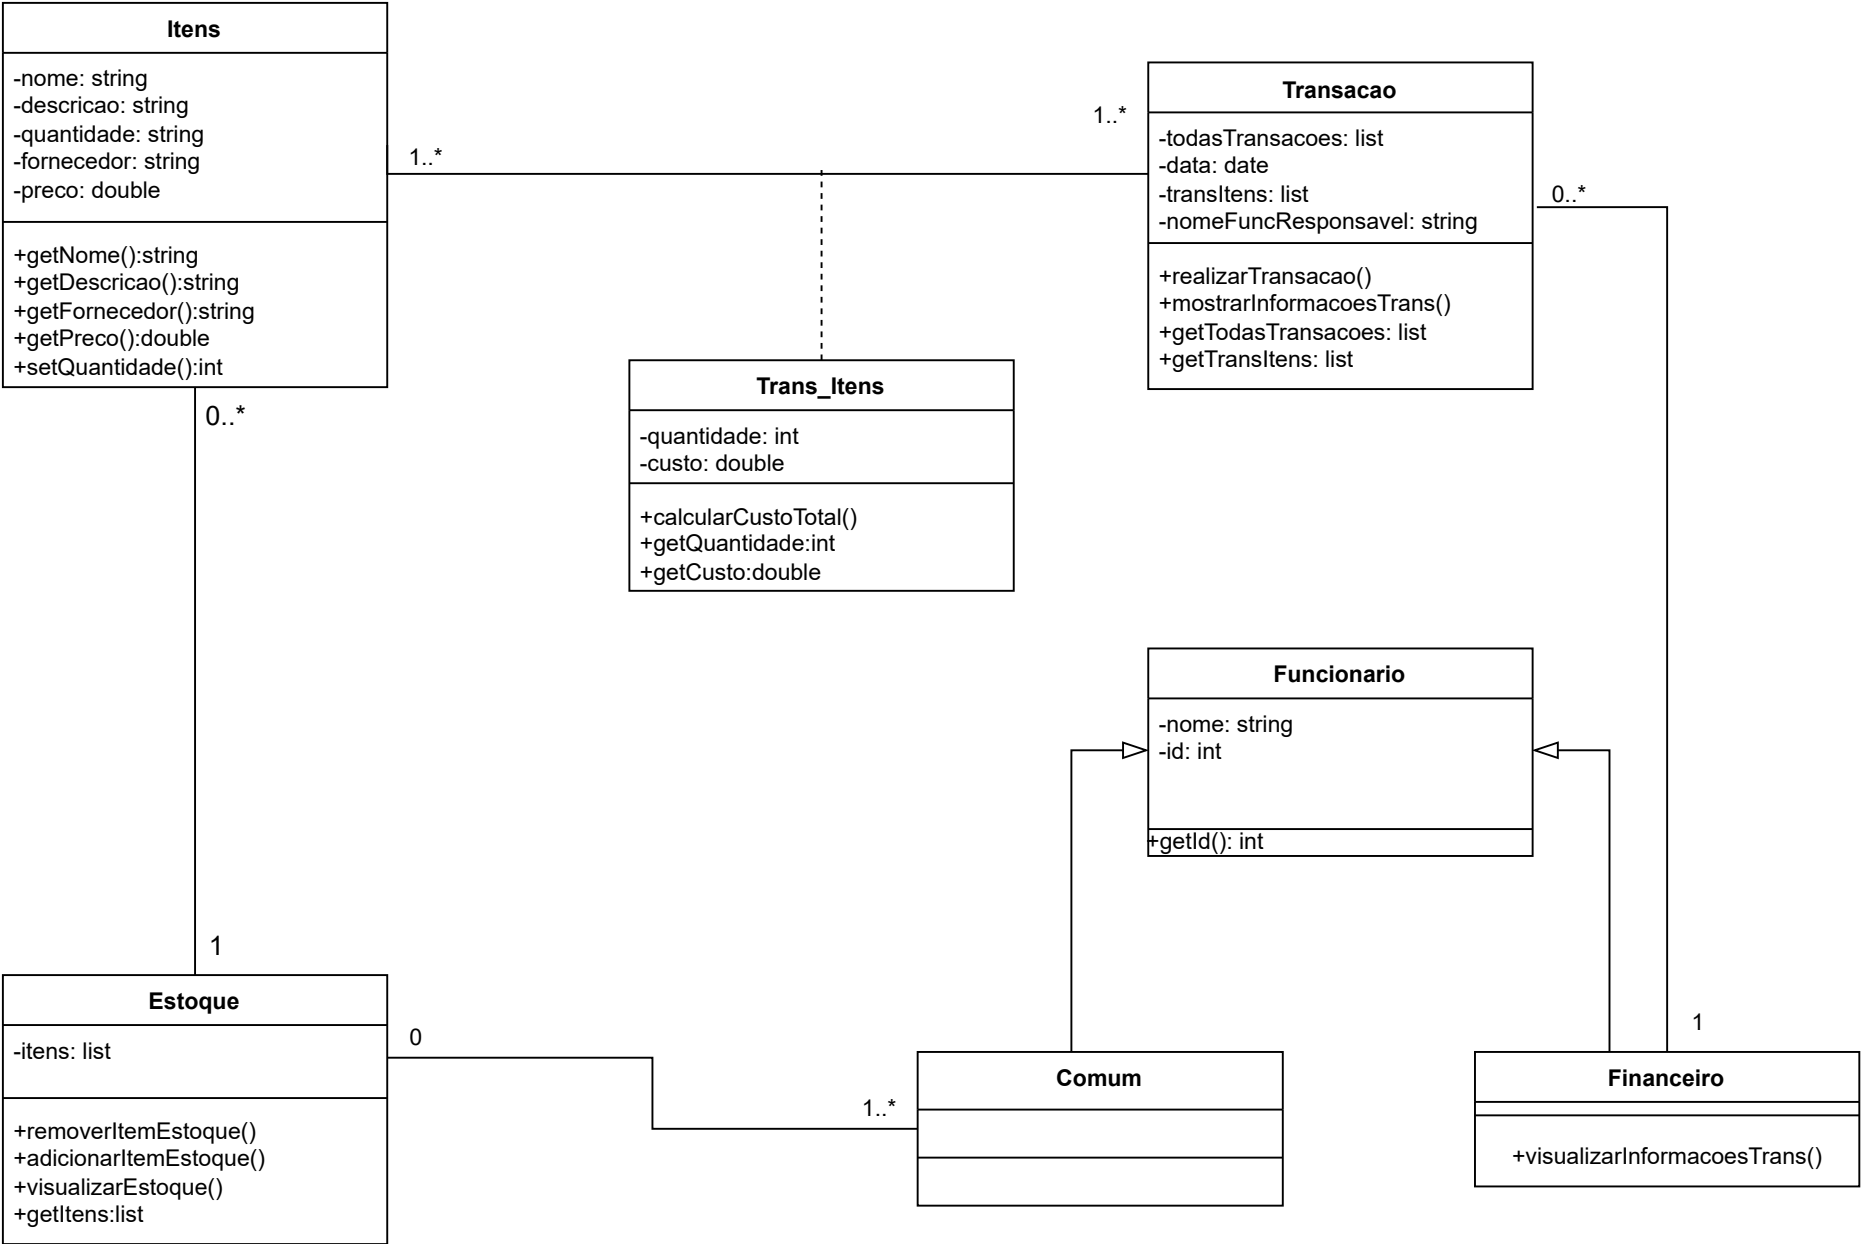 Itens
-nome: string
-descricao: string
-quantidade: string
-fornecedor: string
-preco: double
+getNome():string
+getDescricao():string
+getFornecedor():string
+getPreco():double
+setQuantidade():int
1..*
1..*
Transacao
-todasTransacoes: list
-data: date
-transItens: list
-nomeFuncResponsavel: string
+realizarTransacao()
+mostrarInformacoesTrans()
+getTodasTransacoes: list
+getTransItens: list
0..*
Trans_Itens
-quantidade: int
-custo: double
+calcularCustoTotal()
+getQuantidade:int
+getCusto:double
0..*
1
Funcionario
-nome: string
-id: int
+getId(): int
Estoque
-itens: list
+removerItemEstoque()
+adicionarItemEstoque()
+visualizarEstoque()
+getItens:list
0
1..*
Comum
1
Financeiro
+visualizarInformacoesTrans()